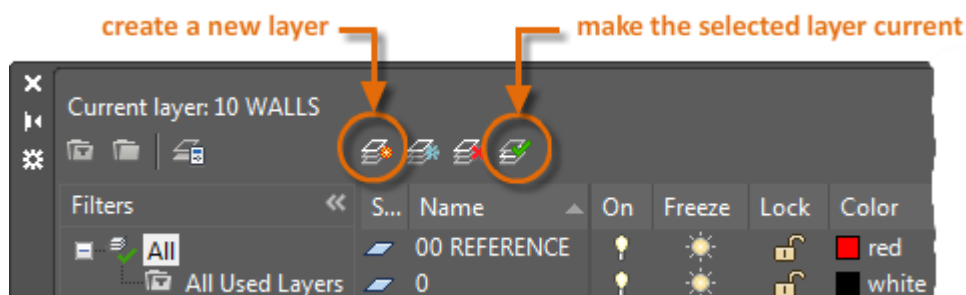 create a new layer make the selected layer current
Current layer: 10 WALLS
Filters S... Name On Freeze Lock Color
All 00 REFERENCE red
All Used Layers 0 white